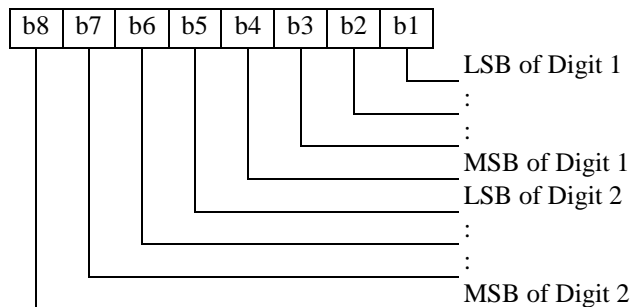 b8 b7 b6 b5 b4 b3 b2 b1
LSB of Digit 1
:
:
MSB of Digit 1
LSB of Digit 2
:
:
MSB of Digit 2